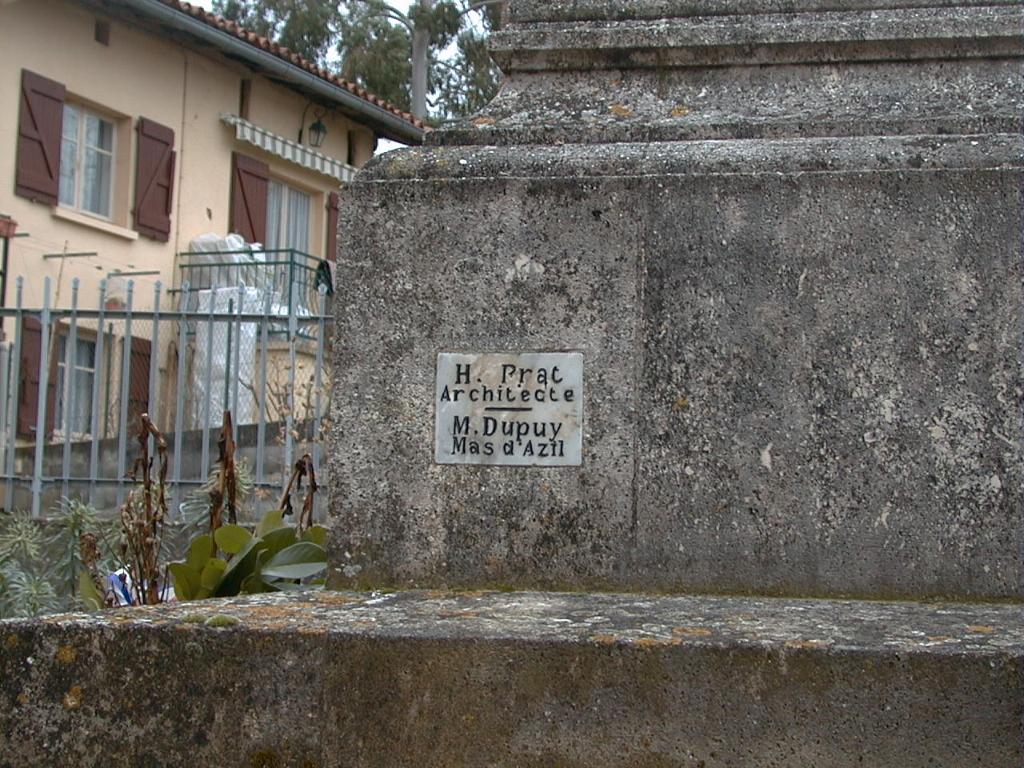 H. Prat
Architecte
M. Dupuy
Mas d'Azil